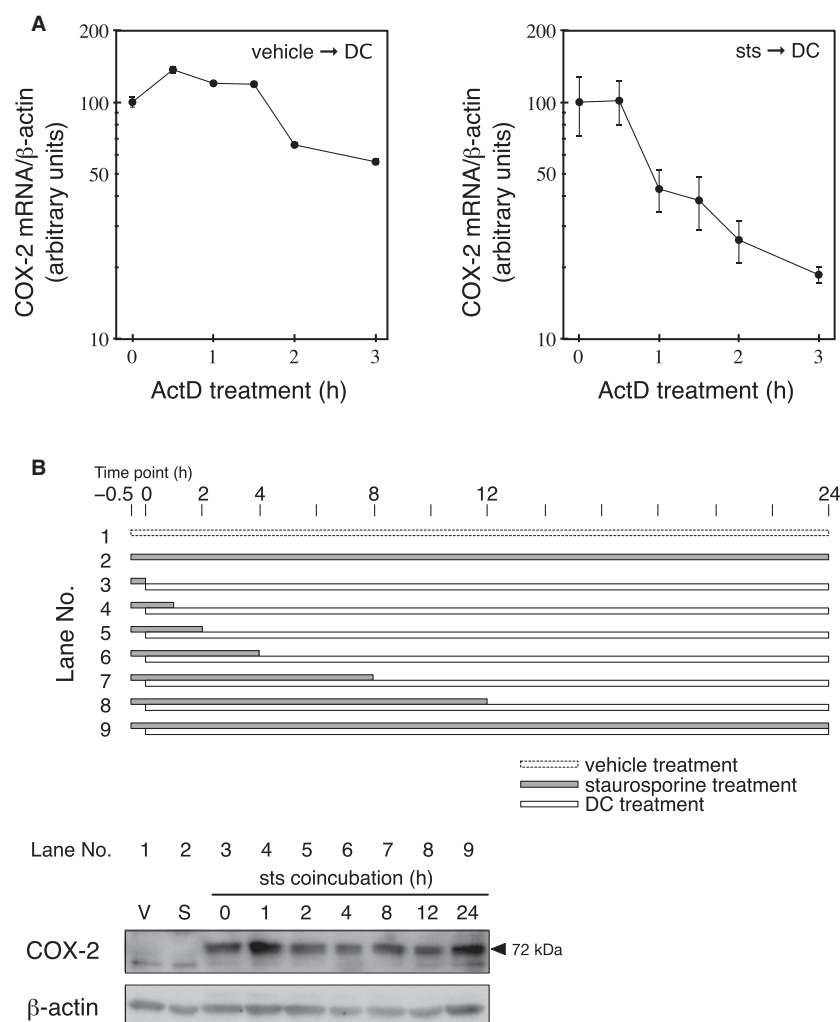 A
vehicle → DC
COX-2 mRNA/β-actin
(arbitrary units)
200
100
50
10
0 1 2 3
ActD treatment (h)
sts → DC
COX-2 mRNA/β-actin
(arbitrary units)
200
100
50
10
0 1 2 3
ActD treatment (h)
B
Time point (h)
−0.5 0 2 4 8 12 24
Lane No.
1
2
3
4
5
6
7
8
9
vehicle treatment
staurosporine treatment
DC treatment
Lane No. 1 2 3 4 5 6 7 8 9
sts coincubation (h)
V S 0 1 2 4 8 12 24
COX-2 72 kDa
β-actin